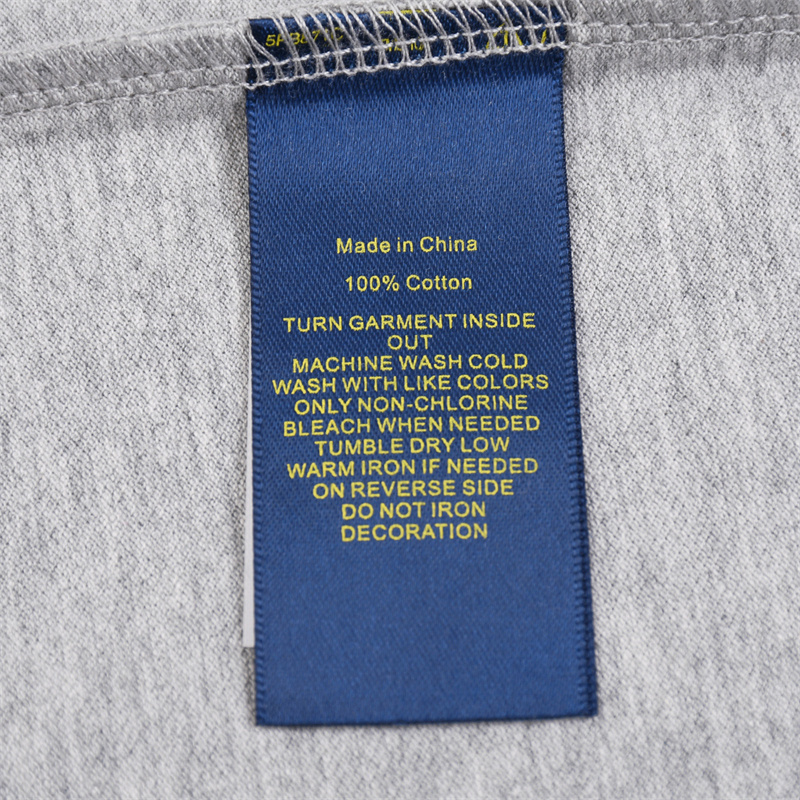 Made in China
100% Cotton
TURN GARMENT INSIDE
OUT
MACHINE WASH COLD
WASH WITH LIKE COLORS
ONLY NON-CHLORINE
BLEACH WHEN NEEDED
TUMBLE DRY LOW
WARM IRON IF NEEDED
ON REVERSE SIDE
DO NOT IRON
DECORATION